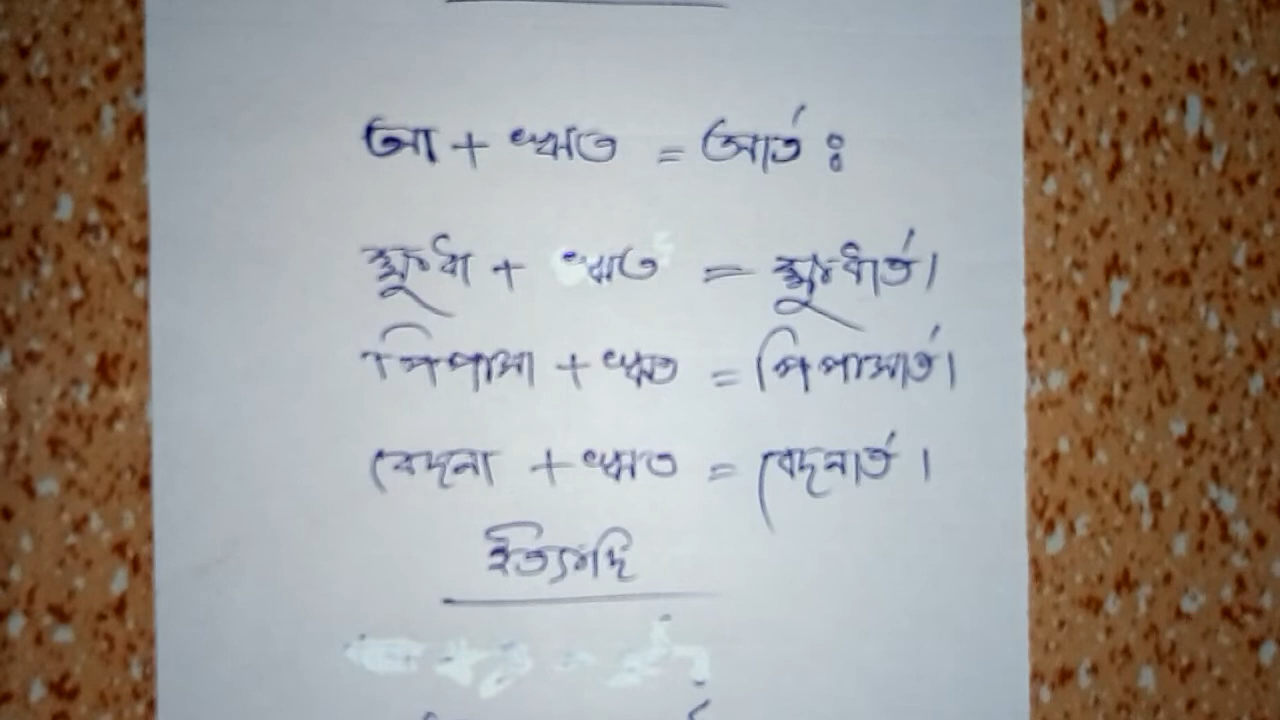 আ + ঋত = আর্ত ঃ
ক্ষুধা + ঋত = ক্ষুধার্ত।
পিপাসা + ঋত = পিপাসার্ত।
বেদনা + ঋত = বেদনার্ত।
ইত্যাদি